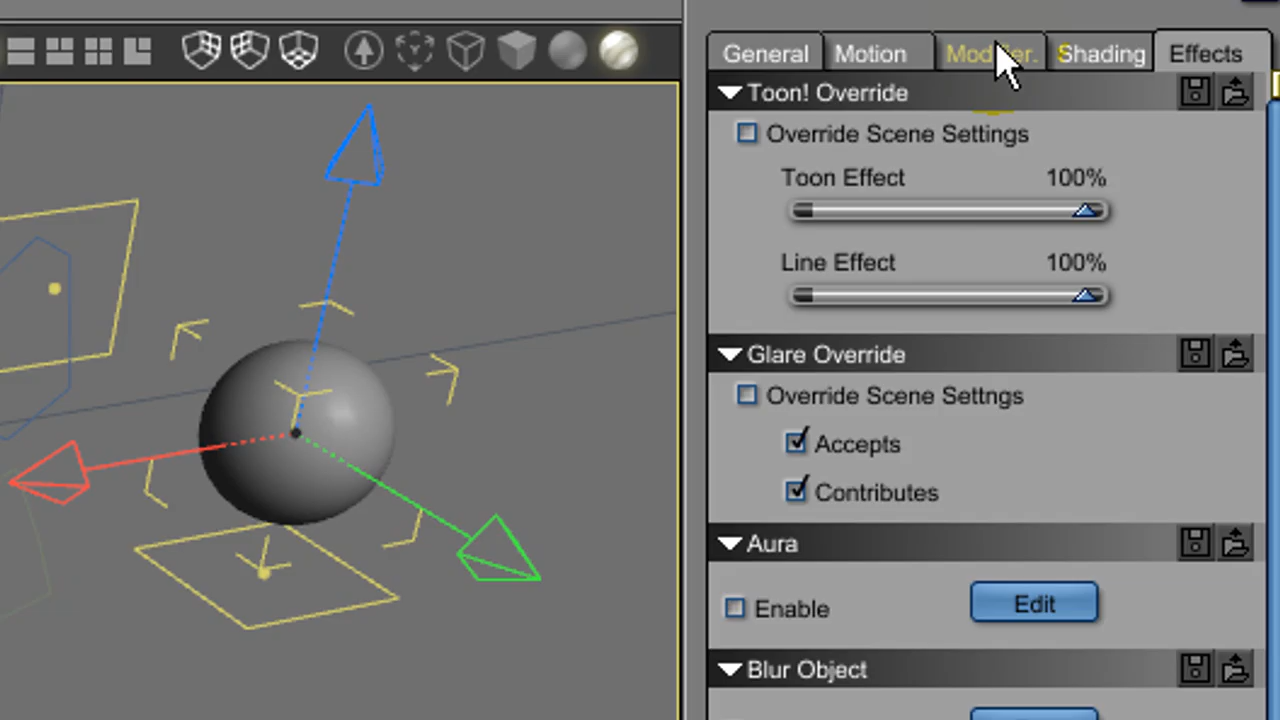 General Motion Modifier. Shading Effects
Toon! Override
Override Scene Settings
Toon Effect 100%
Line Effect 100%
Glare Override
Override Scene Settngs
Accepts
Contributes
Aura
Enable Edit
Blur Object